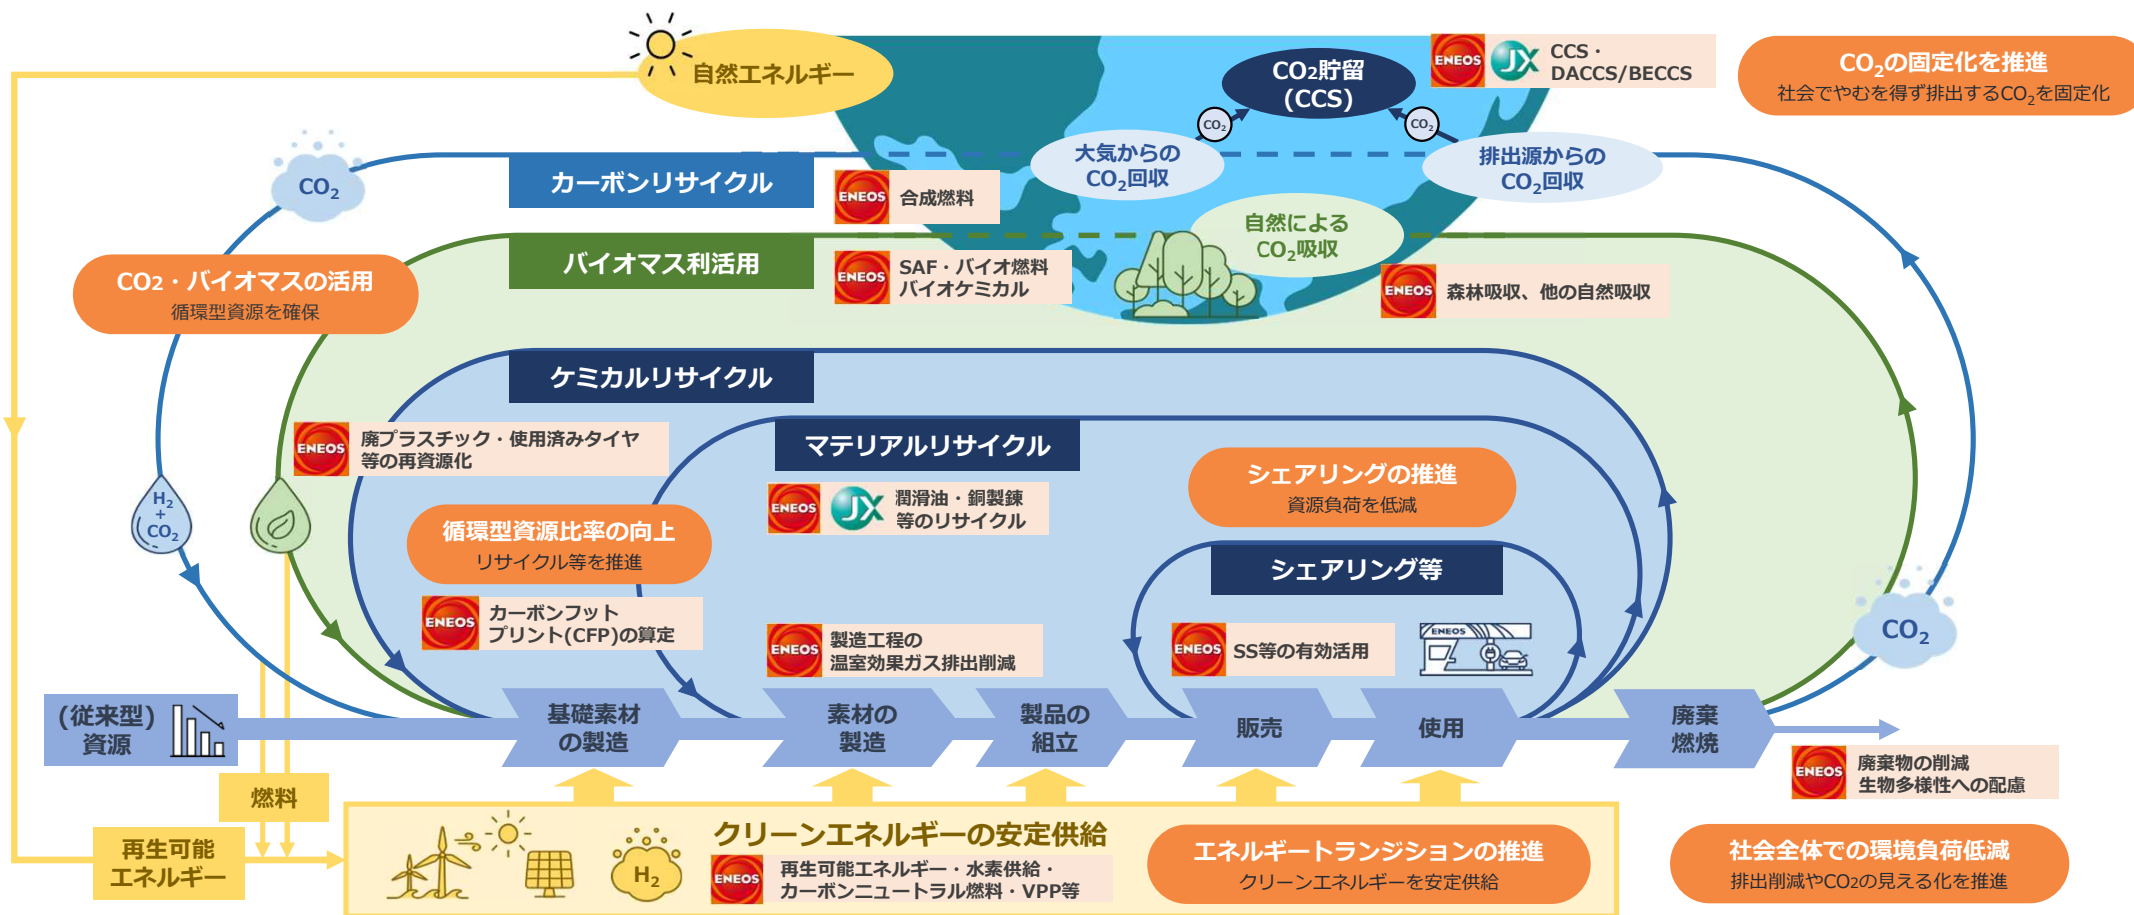 自然エネルギー
CO2貯留
(CCS)
ENEOS
JX
CCS・
DACCS/BECCS
CO2の固定化を推進
社会でやむを得ず排出するCO2を固定化
CO2
CO2
CO2
カーボンリサイクル
ENEOS
合成燃料
大気からの
CO2回収
排出源からの
CO2回収
自然による
CO2吸収
バイオマス利活用
ENEOS
SAF・バイオ燃料
バイオケミカル
ENEOS
森林吸収、他の自然吸収
CO2・バイオマスの活用
循環型資源を確保
ケミカルリサイクル
ENEOS
廃プラスチック・使用済みタイヤ
等の再資源化
マテリアルリサイクル
ENEOS
JX
潤滑油・銅製錬
等のリサイクル
シェアリングの推進
資源負荷を低減
H2
+
CO2
循環型資源比率の向上
リサイクル等を推進
シェアリング等
ENEOS
カーボンフット
プリント(CFP)の算定
ENEOS
製造工程の
温室効果ガス排出削減
ENEOS
SS等の有効活用
ENEOS
CO2
(従来型)
資源
基礎素材
の製造
素材の
製造
製品の
組立
販売
使用
廃棄
燃焼
ENEOS
廃棄物の削減
生物多様性への配慮
燃料
再生可能
エネルギー
H2
クリーンエネルギーの安定供給
ENEOS
再生可能エネルギー・水素供給・
カーボンニュートラル燃料・VPP等
エネルギートランジションの推進
クリーンエネルギーを安定供給
社会全体での環境負荷低減
排出削減やCO2の見える化を推進